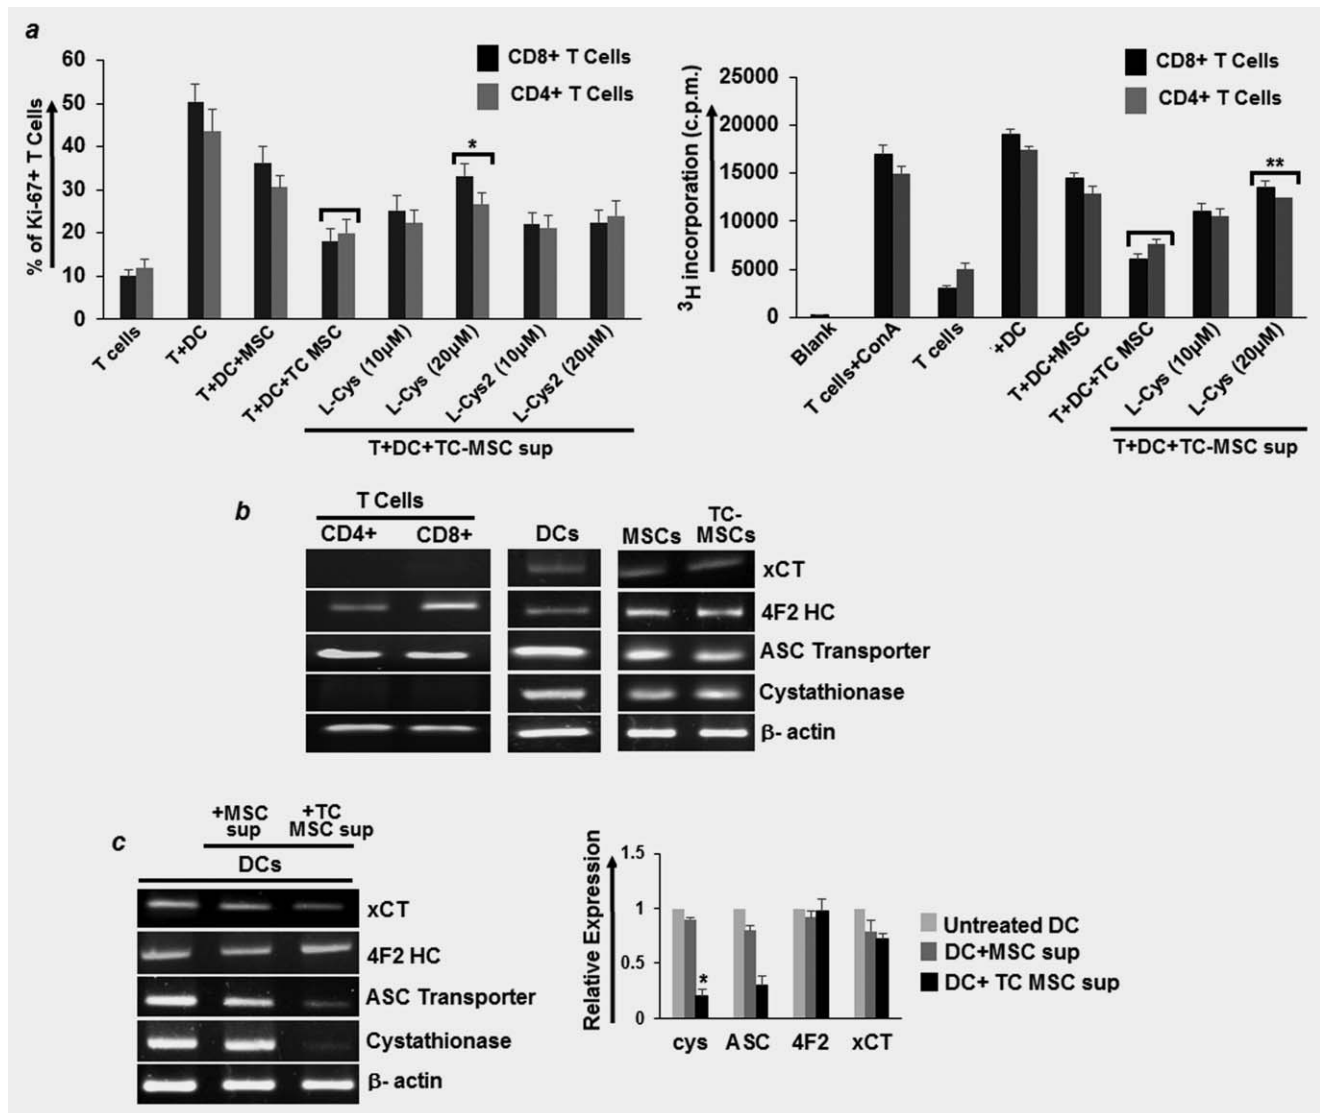 a
60
50
40
30
20
10
0
% of Ki-67+ T Cells
CD8+ T Cells
CD4+ T Cells
*
T cells
T+DC
T+DC+MSC
T+DC+TC MSC
L-Cys (10µM)
L-Cys (20µM)
L-Cys2 (10µM)
L-Cys2 (20µM)
T+DC+TC-MSC sup
25000
20000
15000
10000
5000
0
3H incorporation (c.p.m.)
CD8+ T Cells
CD4+ T Cells
**
Blank
T cells+ConA
T cells
+DC
T+DC+MSC
T+DC+TC MSC
L-Cys (10µM)
L-Cys (20µM)
T+DC+TC-MSC sup
b
T Cells
CD4+ CD8+
DCs
MSCs
TC-
MSCs
xCT
4F2 HC
ASC Transporter
Cystathionase
β- actin
c
+MSC
sup
+TC
MSC sup
DCs
xCT
4F2 HC
ASC Transporter
Cystathionase
β- actin
Relative Expression
1.5
1
0.5
0
*
cys ASC 4F2 xCT
Untreated DC
DC+MSC sup
DC+ TC MSC sup